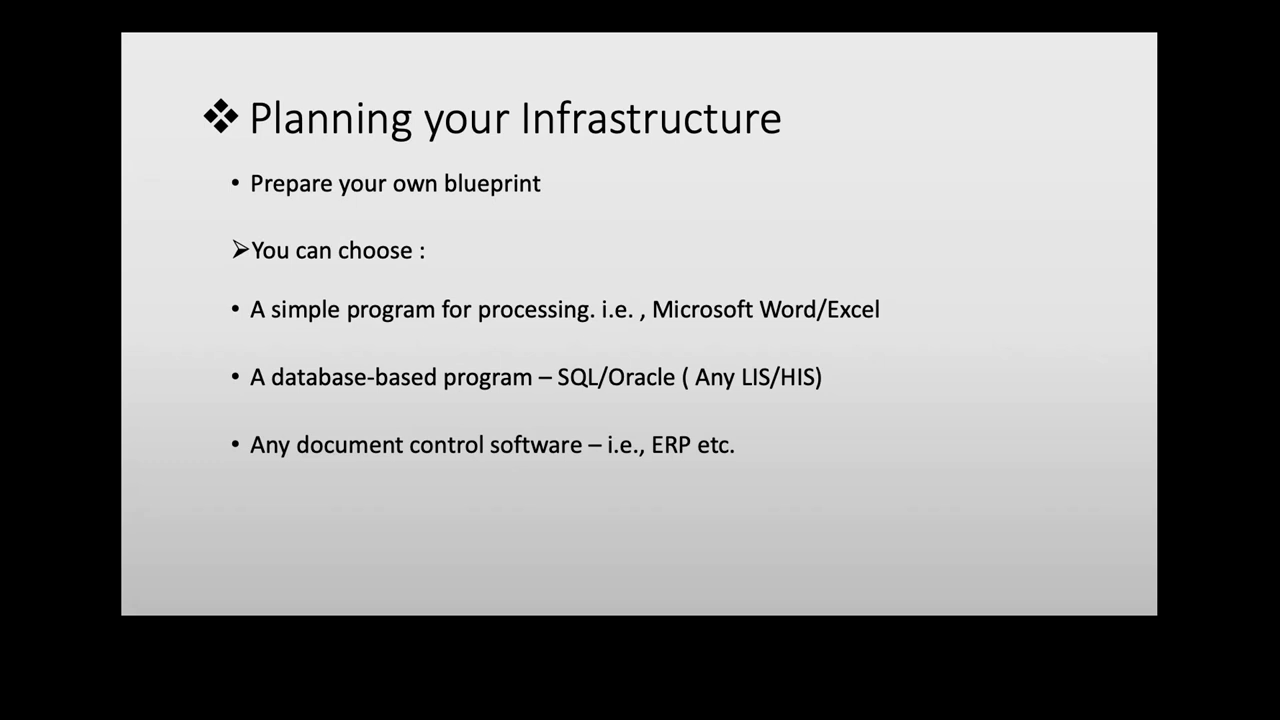 ❖ Planning your Infrastructure
• Prepare your own blueprint
➢You can choose :
• A simple program for processing. i.e. , Microsoft Word/Excel
• A database-based program – SQL/Oracle ( Any LIS/HIS)
• Any document control software – i.e., ERP etc.